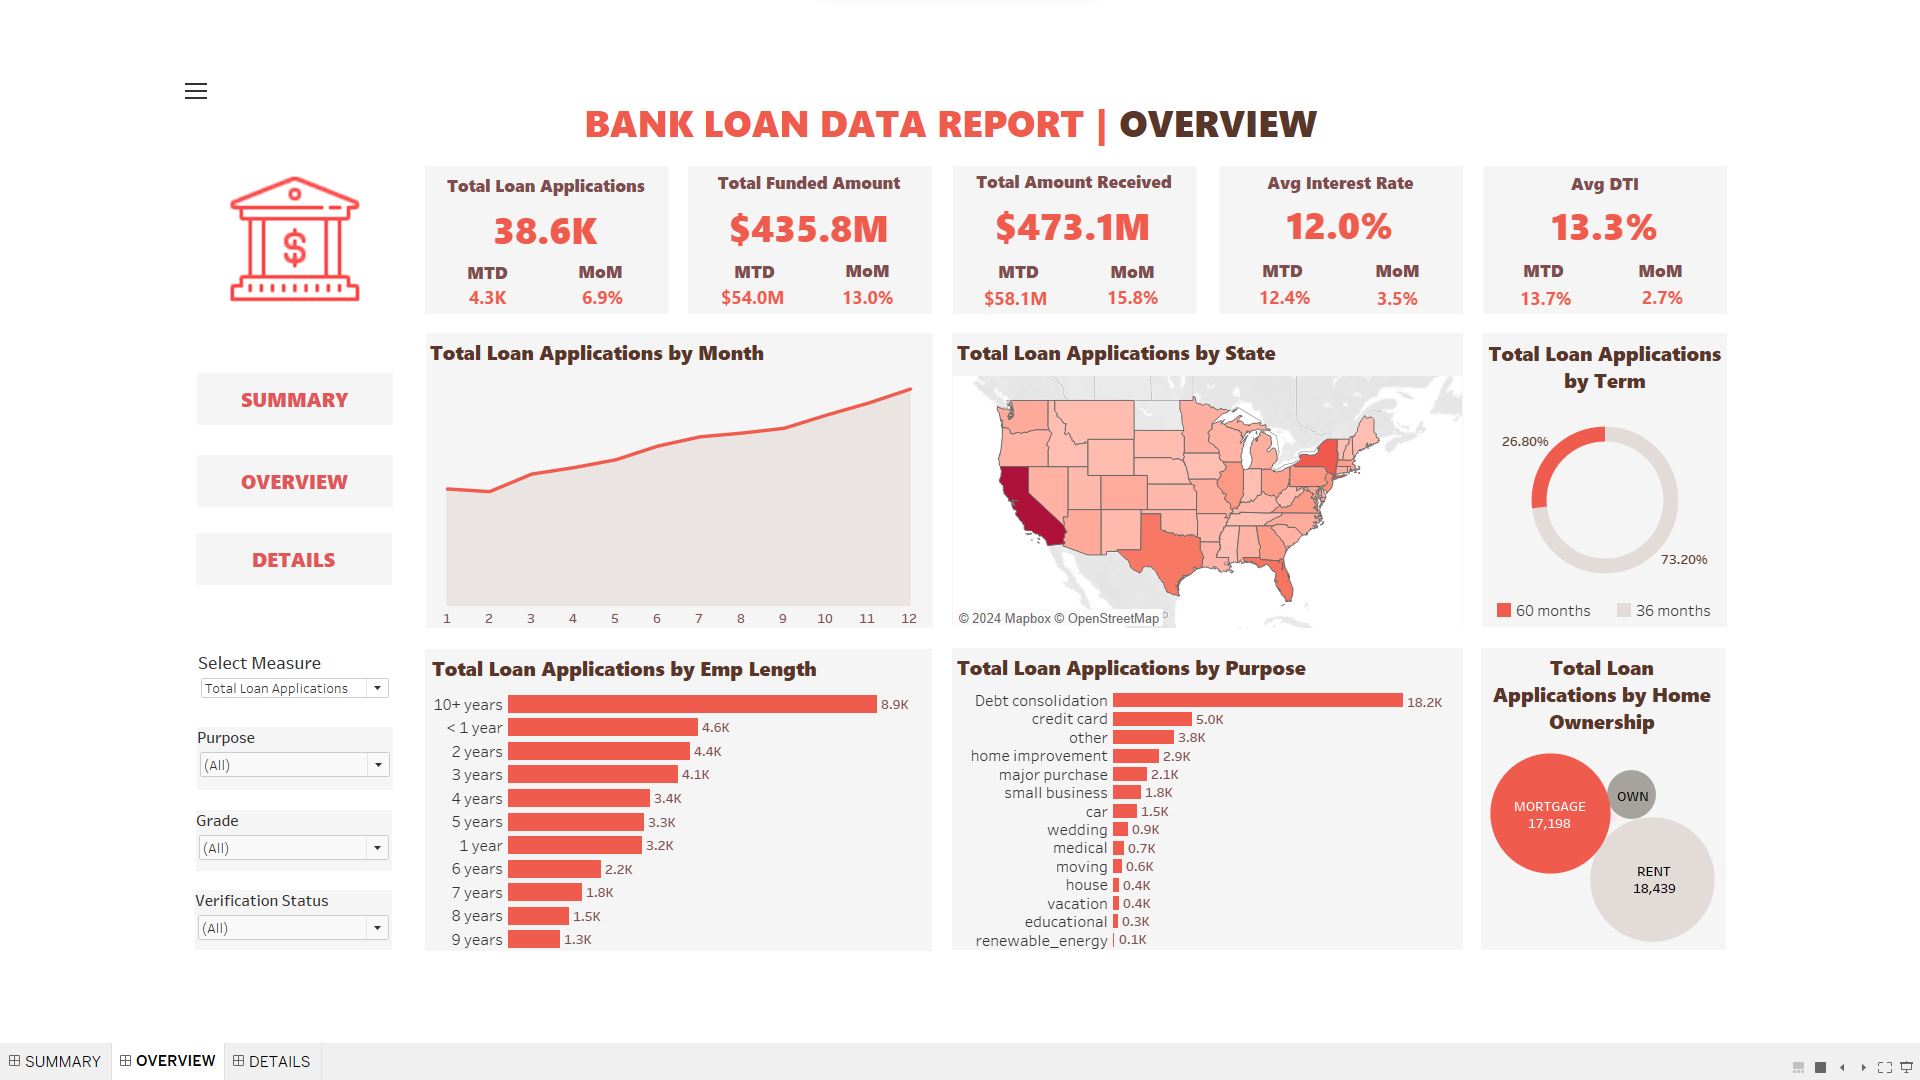 BANK LOAN DATA REPORT | OVERVIEW
Total Loan Applications
38.6K
MTD MoM
4.3K 6.9%
Total Funded Amount
$435.8M
MTD MoM
$54.0M 13.0%
Total Amount Received
$473.1M
MTD MoM
$58.1M 15.8%
Avg Interest Rate
12.0%
MTD MoM
12.4% 3.5%
Avg DTI
13.3%
MTD MoM
13.7% 2.7%
$
SUMMARY
OVERVIEW
DETAILS
Select Measure
Total Loan Applications
Purpose
(All)
Grade
(All)
Verification Status
(All)
Total Loan Applications by Month
1 2 3 4 5 6 7 8 9 10 11 12
Total Loan Applications by State
© 2024 Mapbox © OpenStreetMap
Total Loan Applications
by Term
26.80%
73.20%
60 months 36 months
Total Loan Applications by Emp Length
10+ years 8.9K
< 1 year 4.6K
2 years 4.4K
3 years 4.1K
4 years 3.4K
5 years 3.3K
1 year 3.2K
6 years 2.2K
7 years 1.8K
8 years 1.5K
9 years 1.3K
Total Loan Applications by Purpose
Debt consolidation 18.2K
credit card 5.0K
other 3.8K
home improvement 2.9K
major purchase 2.1K
small business 1.8K
car 1.5K
wedding 0.9K
medical 0.7K
moving 0.6K
house 0.4K
vacation 0.4K
educational 0.3K
renewable_energy 0.1K
Total Loan
Applications by Home
Ownership
MORTGAGE
17,198
OWN
RENT
18,439
SUMMARY OVERVIEW DETAILS